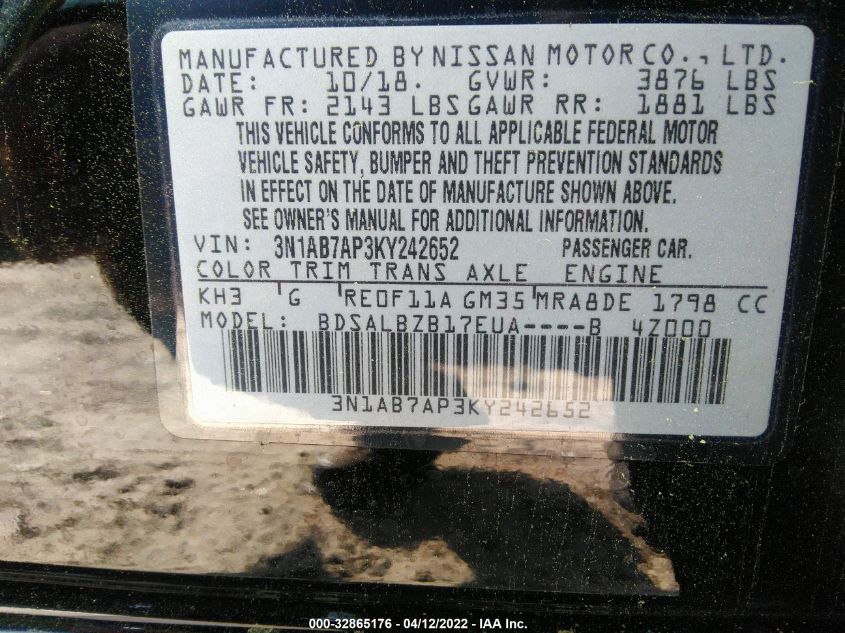 MANUFACTURED BY NISSAN MOTOR CO., LTD.
DATE: 10/18. GVWR: 3876 LBS
GAWR FR: 2143 LBS GAWR RR: 1881 LBS
THIS VEHICLE CONFORMS TO ALL APPLICABLE FEDERAL MOTOR
VEHICLE SAFETY, BUMPER AND THEFT PREVENTION STANDARDS
IN EFFECT ON THE DATE OF MANUFACTURE SHOWN ABOVE.
SEE OWNER'S MANUAL FOR ADDITIONAL INFORMATION.
VIN: 3N1AB7AP3KY242652 PASSENGER CAR.
COLOR TRIM TRANS AXLE ENGINE
KH3 G RE0F11A GM35 MRA8DE 1798 CC
MODEL: BDSALBZB17EUA----B 4Z000
3N1AB7AP3KY242652
000-32865176 - 04/12/2022 - IAA Inc.